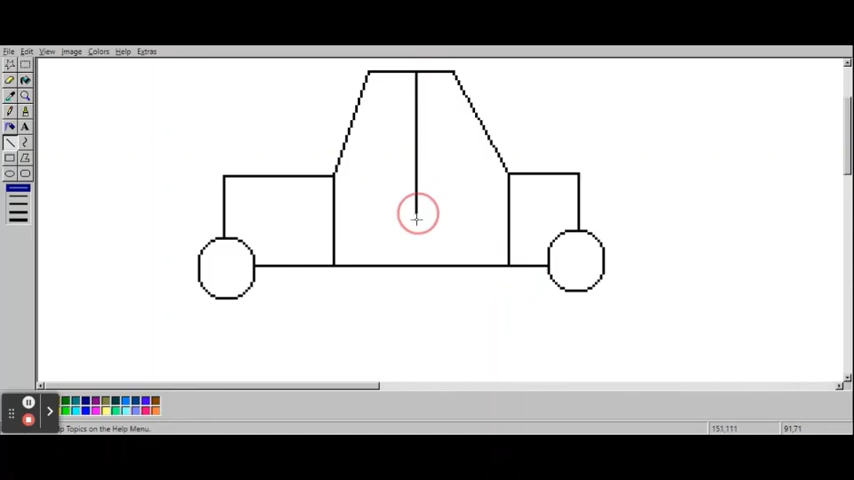 File Edit View Image Colors Help Extras
A
p Topics on the Help Menu.
151,111
91,71